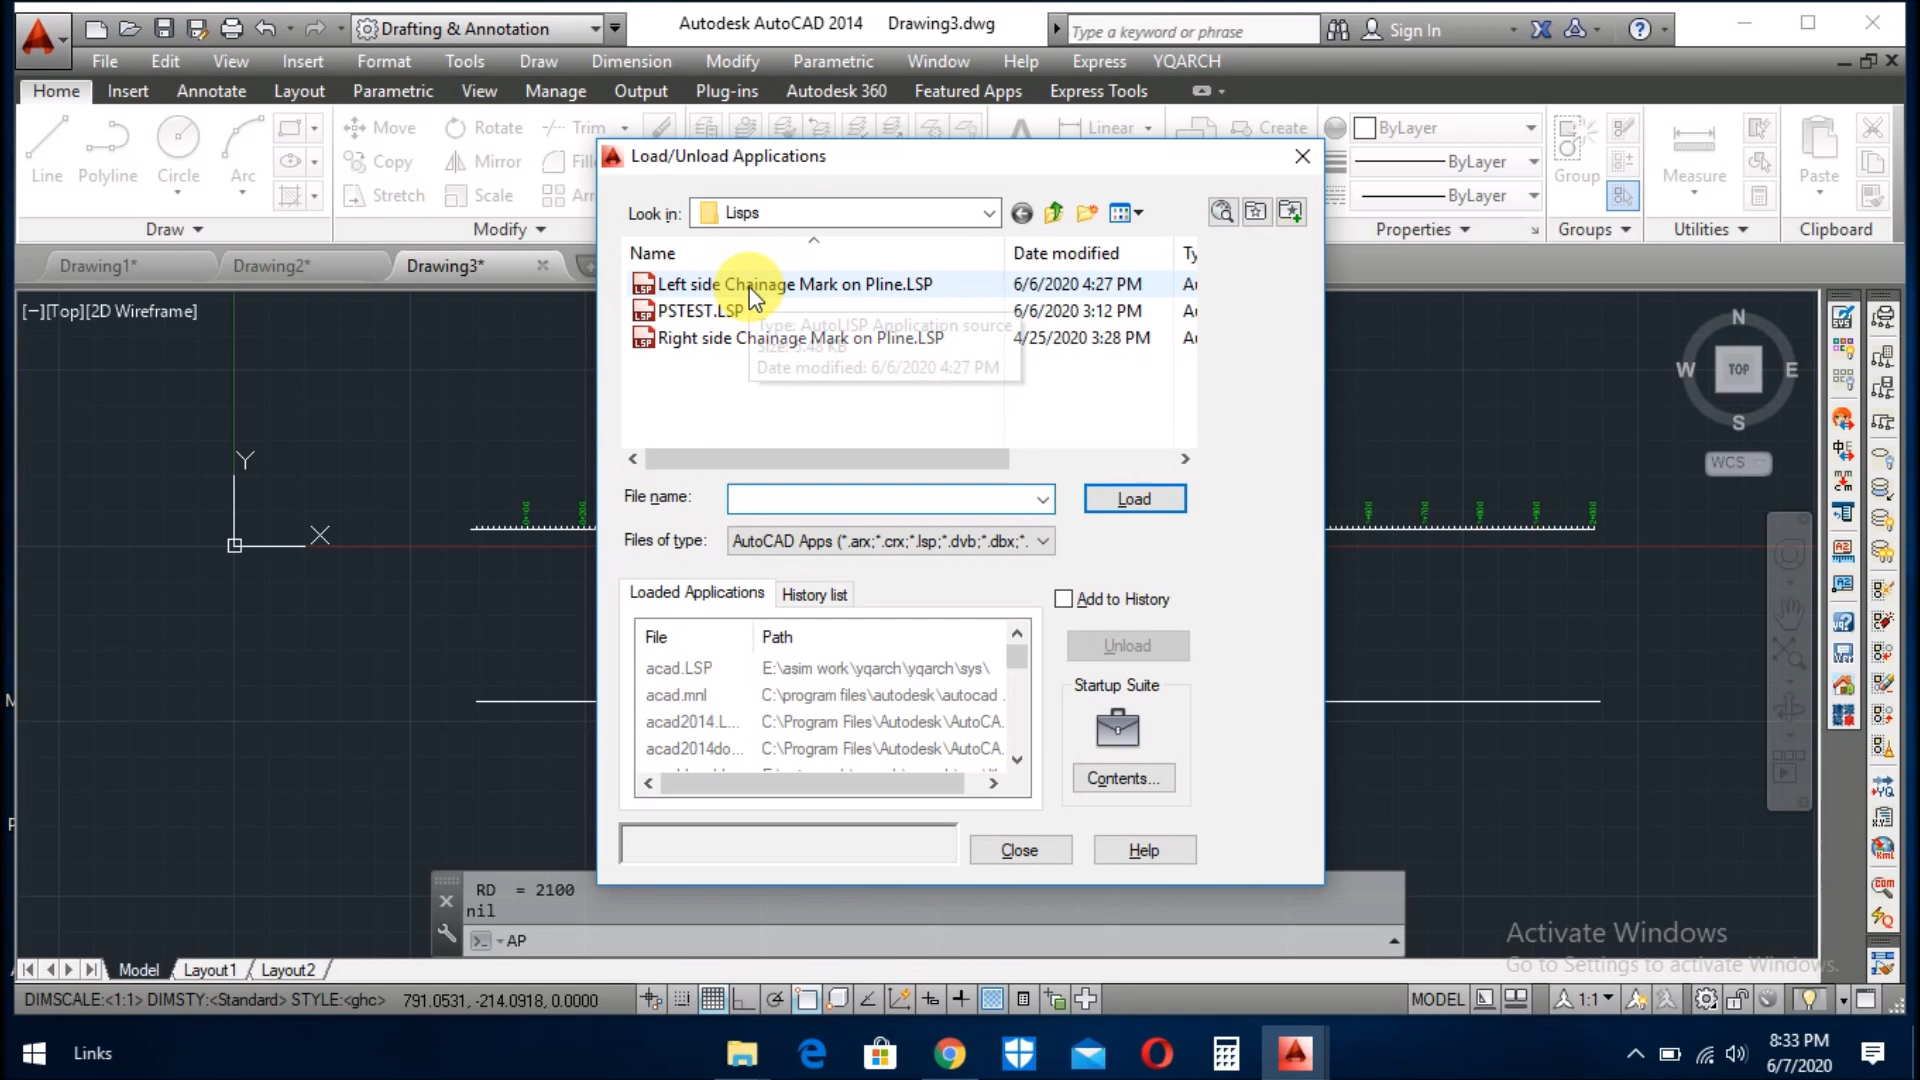 Drafting & Annotation
Autodesk AutoCAD 2014 Drawing3.dwg
Type a keyword or phrase
Sign In
File Edit View Insert Format Tools Draw Dimension Modify Parametric Window Help Express YQARCH
Home Insert Annotate Layout Parametric View Manage Output Plug-ins Autodesk 360 Featured Apps Express Tools
Move Rotate Trim Linear Create ByLayer
Copy Mirror ByLayer
Line Polyline Circle Arc Group Measure Paste
Stretch Scale ByLayer
Draw Modify Properties Groups Utilities Clipboard
Load/Unload Applications
Look in: Lisps
Name Date modified
Left side Chainage Mark on Pline.LSP 6/6/2020 4:27 PM
PSTEST.LSP 6/6/2020 3:12 PM
Type: AutoLISP Application source
Right side Chainage Mark on Pline.LSP 4/25/2020 3:28 PM
Date modified: 6/6/2020 4:27 PM
File name: Load
Files of type: AutoCAD Apps (*.arx;*.crx;*.lsp;*.dvb;*.dbx;*.
Loaded Applications History list
Add to History
File Path
Unload
acad.LSP E:\asim work\yqarch\yqarch\sys\
acad.mnl C:\program files\autodesk\autocad
Startup Suite
acad2014.L... C:\Program Files\Autodesk\AutoCA.
acad2014do... C:\Program Files\Autodesk\AutoCA.
Contents...
Close Help
Drawing1* Drawing2* Drawing3*
[−][Top][2D Wireframe]
Y
X
N
W TOP E
S
WCS
RD = 2100
nil
AP
Activate Windows
Go to Settings to activate Windows.
Model Layout1 Layout2
DIMSCALE:<1:1> DIMSTY:<Standard> STYLE:<ghc> 791.0531, -214.0918, 0.0000 MODEL 1:1
Links
8:33 PM
6/7/2020